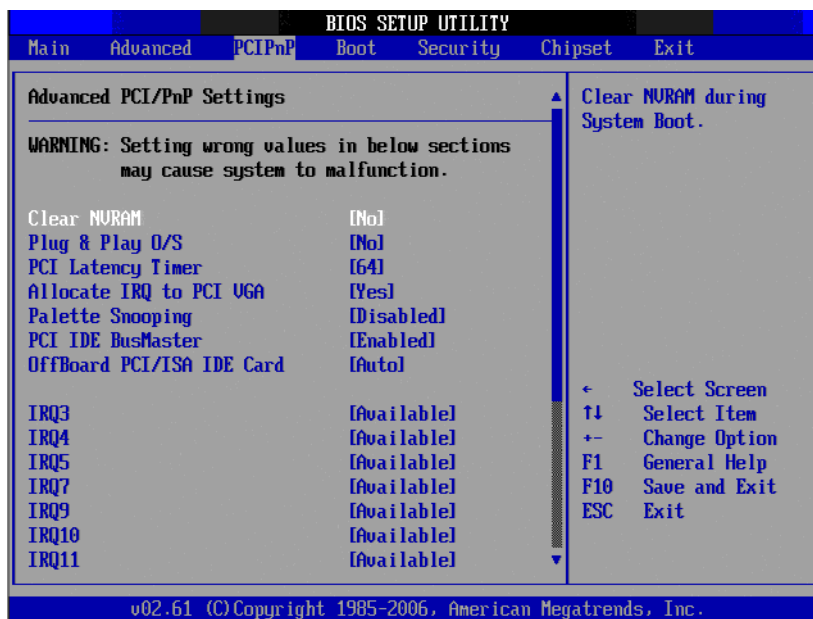 BIOS SETUP UTILITY
Main Advanced PCIPnP Boot Security Chipset Exit
Advanced PCI/PnP Settings
WARNING: Setting wrong values in below sections
may cause system to malfunction.
Clear NVRAM [No]
Plug & Play O/S [No]
PCI Latency Timer [64]
Allocate IRQ to PCI VGA [Yes]
Palette Snooping [Disabled]
PCI IDE BusMaster [Enabled]
OffBoard PCI/ISA IDE Card [Auto]
IRQ3 [Available]
IRQ4 [Available]
IRQ5 [Available]
IRQ7 [Available]
IRQ9 [Available]
IRQ10 [Available]
IRQ11 [Available]
Clear NVRAM during
System Boot.
← Select Screen
↑↓ Select Item
+- Change Option
F1 General Help
F10 Save and Exit
ESC Exit
v02.61 (C)Copyright 1985-2006, American Megatrends, Inc.